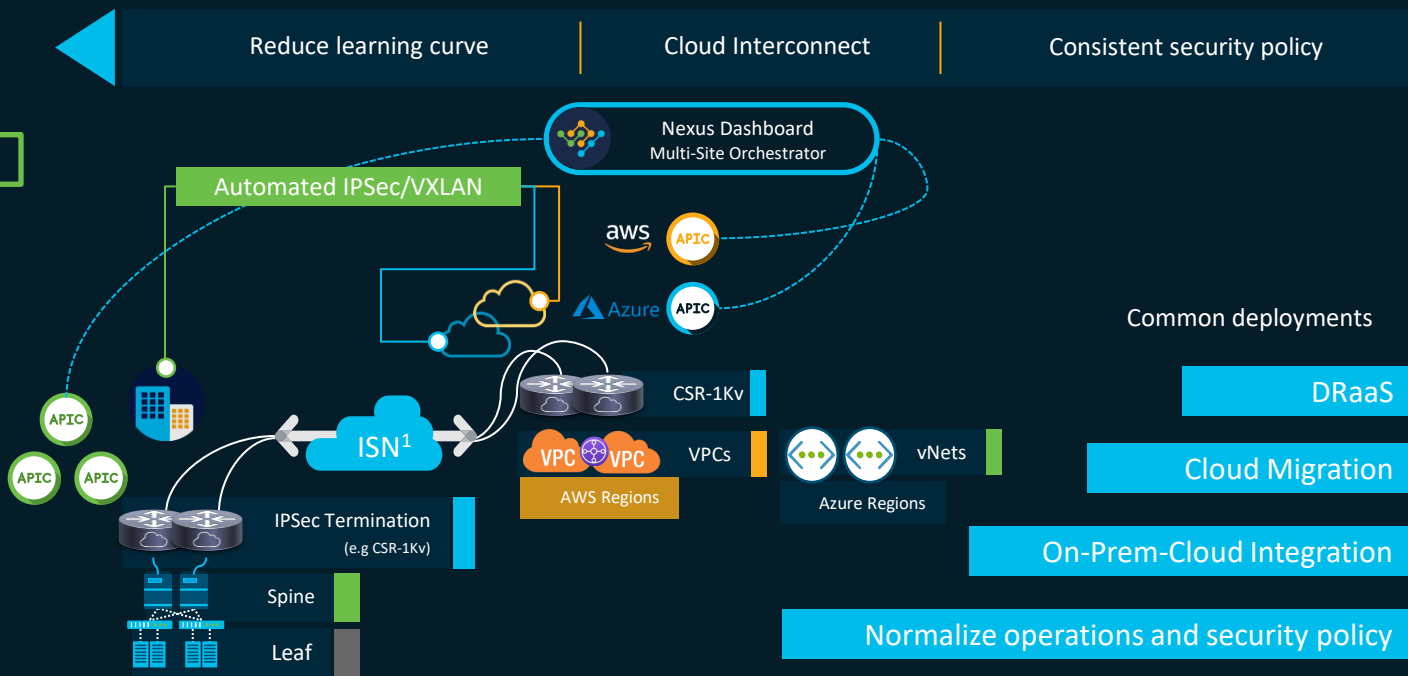 Reduce learning curve
Cloud Interconnect
Consistent security policy
Nexus Dashboard
Multi-Site Orchestrator
Automated IPSec/VXLAN
aws
APIC
Azure
APIC
Common deployments
CSR-1Kv
DRaaS
APIC
ISN1
VPC
VPC
VPCs
vNets
Cloud Migration
APIC
APIC
AWS Regions
Azure Regions
IPSec Termination
(e.g CSR-1Kv)
On-Prem-Cloud Integration
Spine
Normalize operations and security policy
Leaf